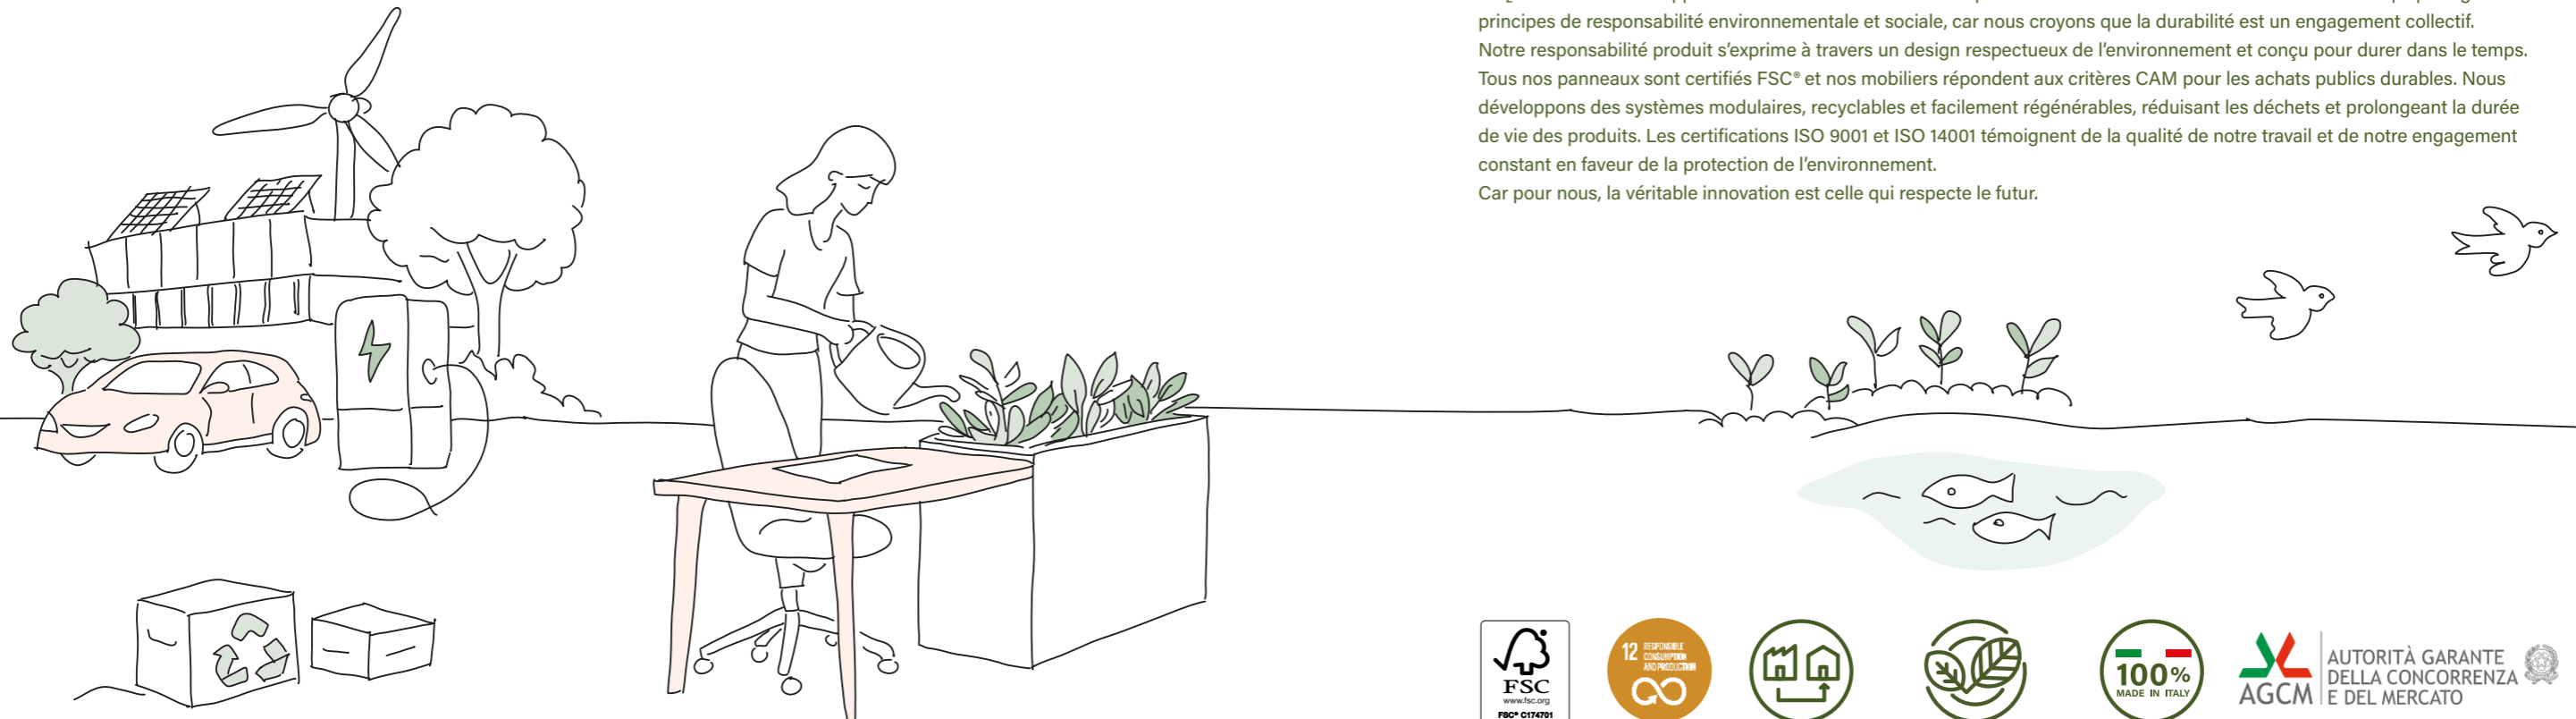 principes de responsabilité environnementale et sociale, car nous croyons que la durabilité est un engagement collectif.
Notre responsabilité produit s’exprime à travers un design respectueux de l’environnement et conçu pour durer dans le temps.
Tous nos panneaux sont certifiés FSC® et nos mobiliers répondent aux critères CAM pour les achats publics durables. Nous
développons des systèmes modulaires, recyclables et facilement régénérables, réduisant les déchets et prolongeant la durée
de vie des produits. Les certifications ISO 9001 et ISO 14001 témoignent de la qualité de notre travail et de notre engagement
constant en faveur de la protection de l’environnement.
Car pour nous, la véritable innovation est celle qui respecte le futur.
FSC
www.fsc.org
FSC® C174701
12 RESPONSIBLE
CONSUMPTION
AND PRODUCTION
100%
MADE IN ITALY
AGCM
AUTORITÀ GARANTE
DELLA CONCORRENZA
E DEL MERCATO